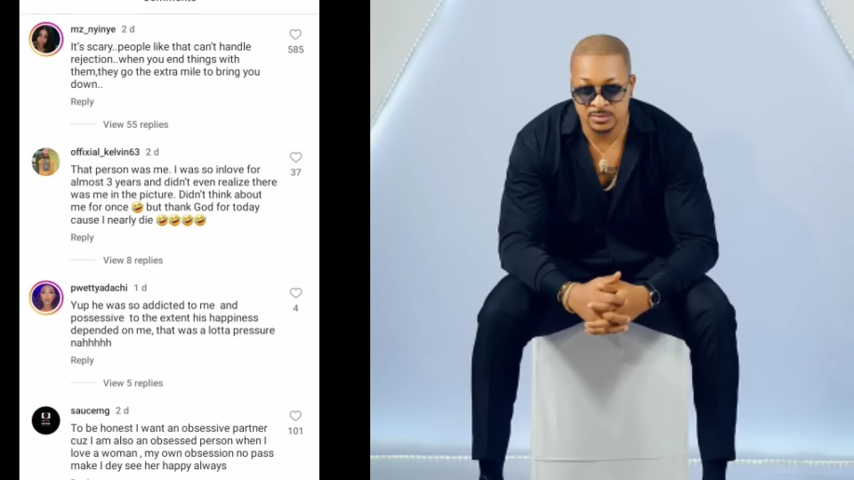 mz_nyinye 2 d
It's scary..people like that can't handle
rejection..when you end things with
them,they go the extra mile to bring you
down..
585
Reply
View 55 replies
offixial_kelvin63 2 d
That person was me. I was so inlove for
almost 3 years and didn't even realize there
was me in the picture. Didn't think about
me for once 🤣 but thank God for today
cause I nearly die 🤣🤣🤣🤣
37
Reply
View 8 replies
pwettyadachi 1 d
Yup he was so addicted to me and
possessive to the extent his happiness
depended on me, that was a lotta pressure
nahhhhh
4
Reply
View 5 replies
saucemg 2 d
To be honest I want an obsessive partner
cuz I am also an obsessed person when I
love a woman , my own obsession no pass
make I dey see her happy always
101